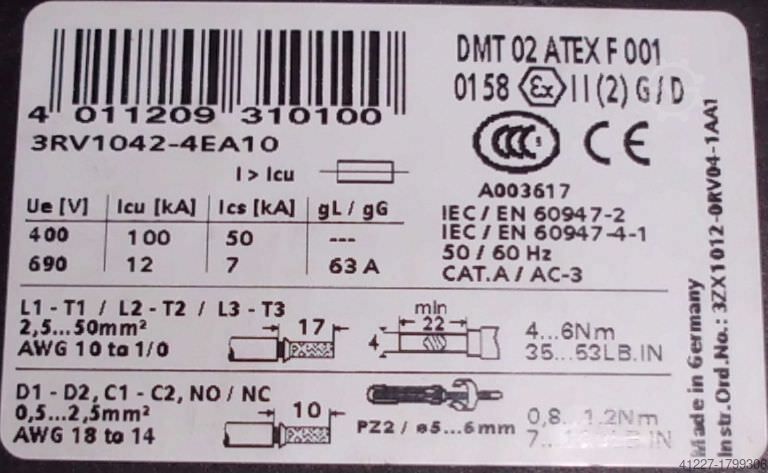 4 011209 310100
3RV1042-4EA10
DMT 02 ATEX F 001
0158 Ex II (2) G / D
CCC S CE
A003617
I > Icu
Ue [V] Icu [kA] Ics [kA] gL / gG
400 100 50 ---
690 12 7 63 A
IEC / EN 60947-2
IEC / EN 60947-4-1
50 / 60 Hz
CAT.A / AC-3
L1 - T1 / L2 - T2 / L3 - T3
2,5...50mm²
AWG 10 to 1/0
17
min
22
4
4...6Nm
35...53LB.IN
D1 - D2, C1 - C2, NO / NC
0,5...2,5mm²
AWG 18 to 14
10
PZ2 / ø5...6mm
0,8...1,2Nm
LB.IN
Made in Germany
Instr.Ord.No.: 3ZX1012-0RV04-1AA1
41227-1799306